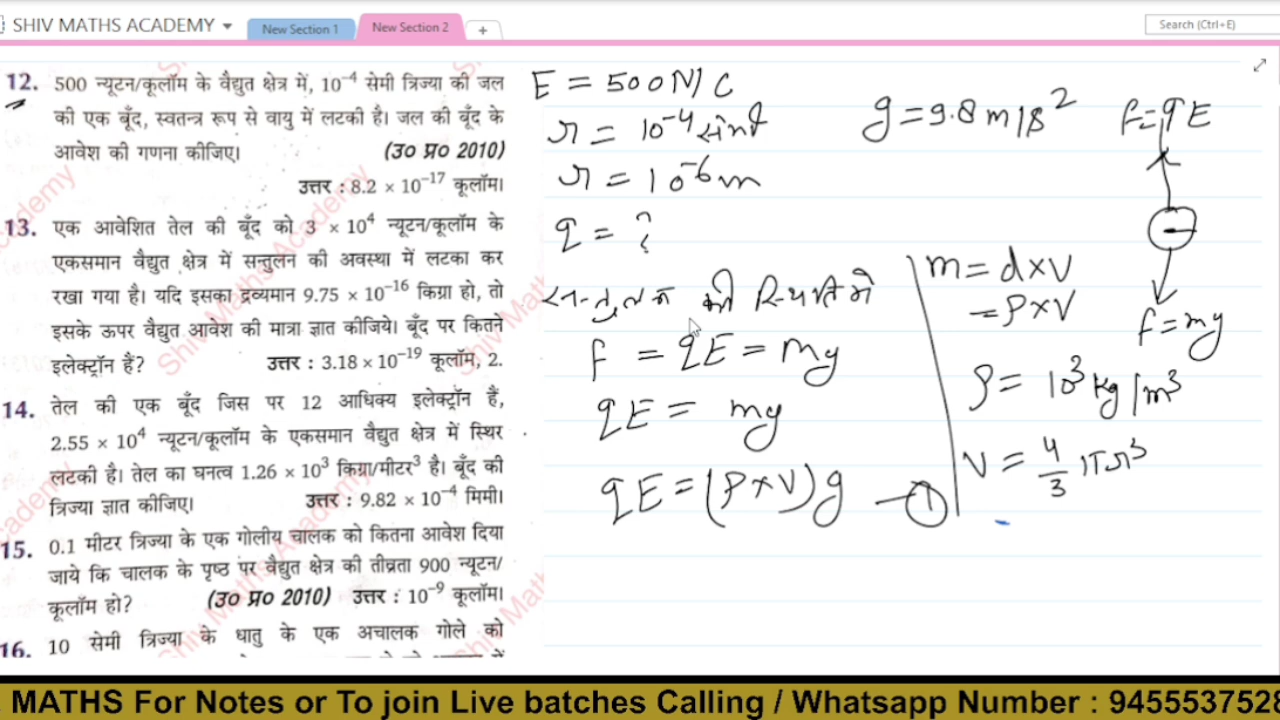 SHIV MATHS ACADEMY
New Section 1
New Section 2
+
Search (Ctrl+E)
12. 500 न्यूटन/कूलॉम के वैद्युत क्षेत्र में, 10⁻⁴ सेमी त्रिज्या की जल
की एक बूँद, स्वतन्त्र रूप से वायु में लटकी है। जल की बूँद के
आवेश की गणना कीजिए। (उ० प्र० 2010)
उत्तर : 8.2 × 10⁻¹⁷ कूलॉम।
13. एक आवेशित तेल की बूँद को 3 × 10⁴ न्यूटन/कूलॉम के
एकसमान वैद्युत क्षेत्र में सन्तुलन की अवस्था में लटका कर
रखा गया है। यदि इसका द्रव्यमान 9.75 × 10⁻¹⁶ किग्रा हो, तो
इसके ऊपर वैद्युत आवेश की मात्रा ज्ञात कीजिये। बूँद पर कितने
इलेक्ट्रॉन हैं? उत्तर : 3.18 × 10⁻¹⁹ कूलॉम, 2.
14. तेल की एक बूँद जिस पर 12 आधिक्य इलेक्ट्रॉन हैं,
2.55 × 10⁴ न्यूटन/कूलॉम के एकसमान वैद्युत क्षेत्र में स्थिर
लटकी है। तेल का घनत्व 1.26 × 10³ किग्रा/मीटर³ है। बूँद की
त्रिज्या ज्ञात कीजिए। उत्तर : 9.82 × 10⁻⁴ मिमी।
15. 0.1 मीटर त्रिज्या के एक गोलीय चालक को कितना आवेश दिया
जाये कि चालक के पृष्ठ पर वैद्युत क्षेत्र की तीव्रता 900 न्यूटन/
कूलॉम हो? (उ० प्र० 2010) उत्तर : 10⁻⁹ कूलॉम।
16. 10 सेमी त्रिज्या के धातु के एक अचालक गोले को
E = 500 N/C
r = 10⁻⁴ सेमी
r = 10⁻⁶ m
q = ?
सन्तुलन की स्थिति में
f = qE = mg
qE = mg
qE = (ρ×V)g —①
g = 9.8 m/s²
f = qE
f = mg
m = d×V
= ρ×V
ρ = 10³ kg/m³
V = 4/3 πr³
MATHS For Notes or To join Live batches Calling / Whatsapp Number : 9455537528